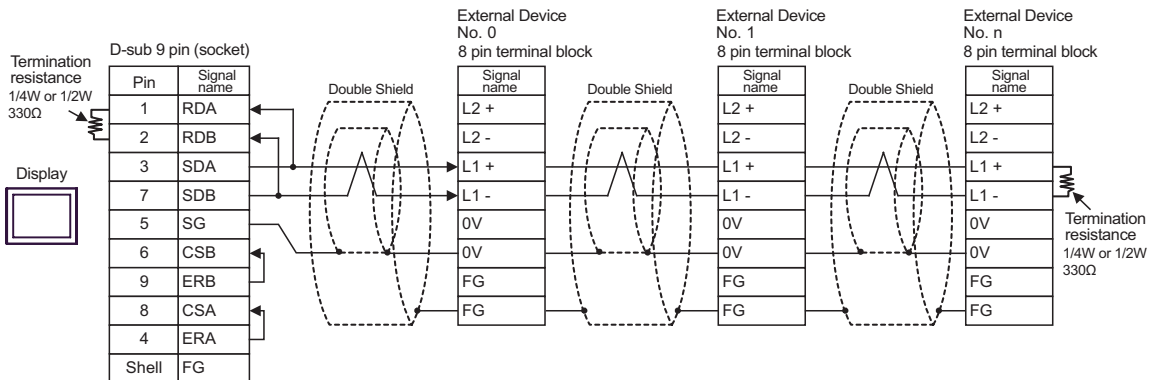 Termination
resistance
1/4W or 1/2W
330Ω
Display
D-sub 9 pin (socket)
Pin Signal name
1 RDA
2 RDB
3 SDA
7 SDB
5 SG
6 CSB
9 ERB
8 CSA
4 ERA
Shell FG
Double Shield
External Device
No. 0
8 pin terminal block
Signal
name
L2 +
L2 -
L1 +
L1 -
0V
0V
FG
FG
Double Shield
External Device
No. 1
8 pin terminal block
Signal
name
L2 +
L2 -
L1 +
L1 -
0V
0V
FG
FG
Double Shield
External Device
No. n
8 pin terminal block
Signal
name
L2 +
L2 -
L1 +
L1 -
0V
0V
FG
FG
Termination
resistance
1/4W or 1/2W
330Ω